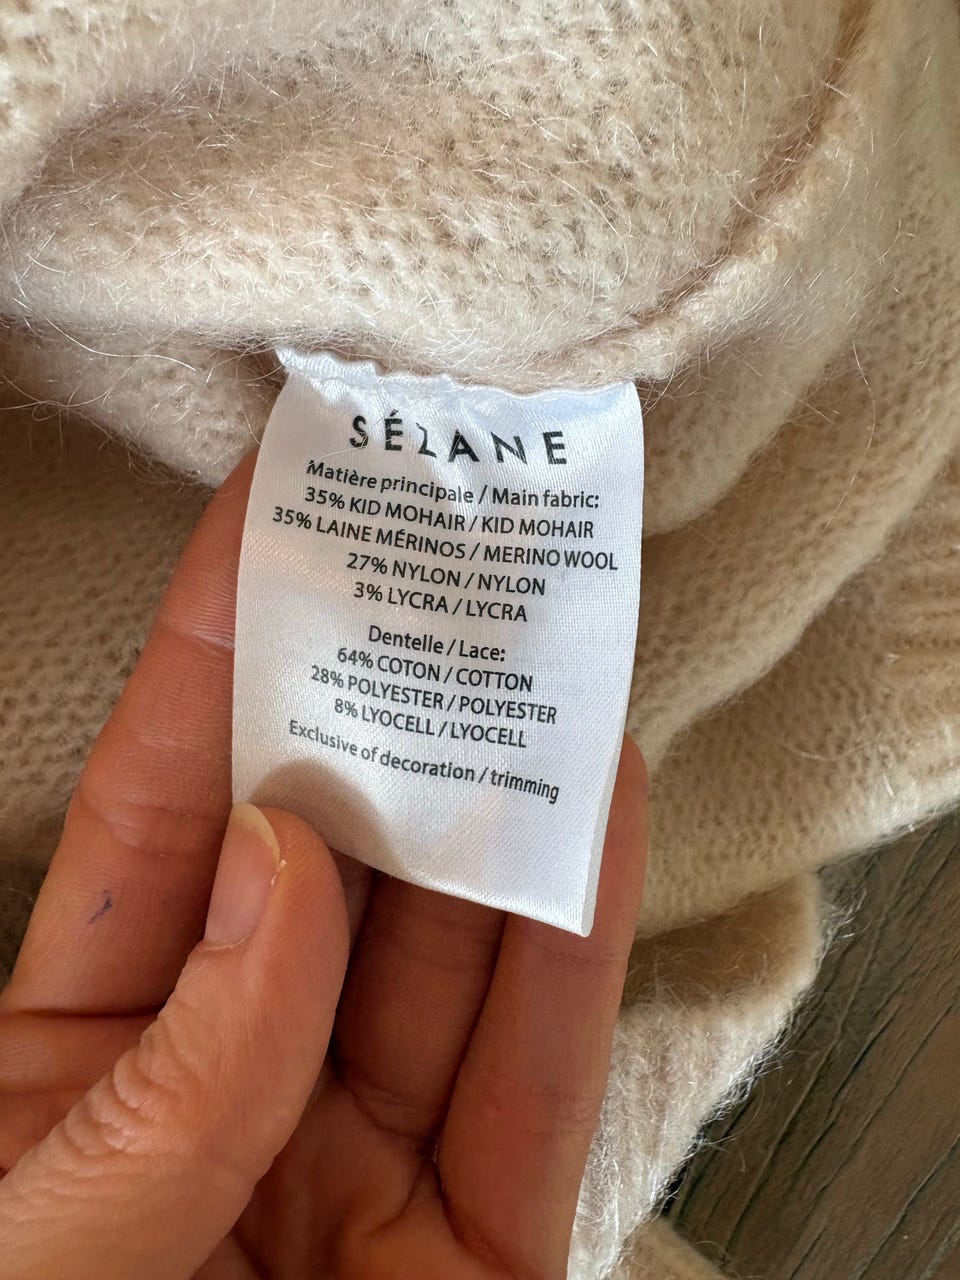 SÉZANE
Matière principale / Main fabric:
35% KID MOHAIR / KID MOHAIR
35% LAINE MÉRINOS / MERINO WOOL
27% NYLON / NYLON
3% LYCRA / LYCRA
Dentelle / Lace:
64% COTON / COTTON
28% POLYESTER / POLYESTER
8% LYOCELL / LYOCELL
Exclusive of decoration / trimming